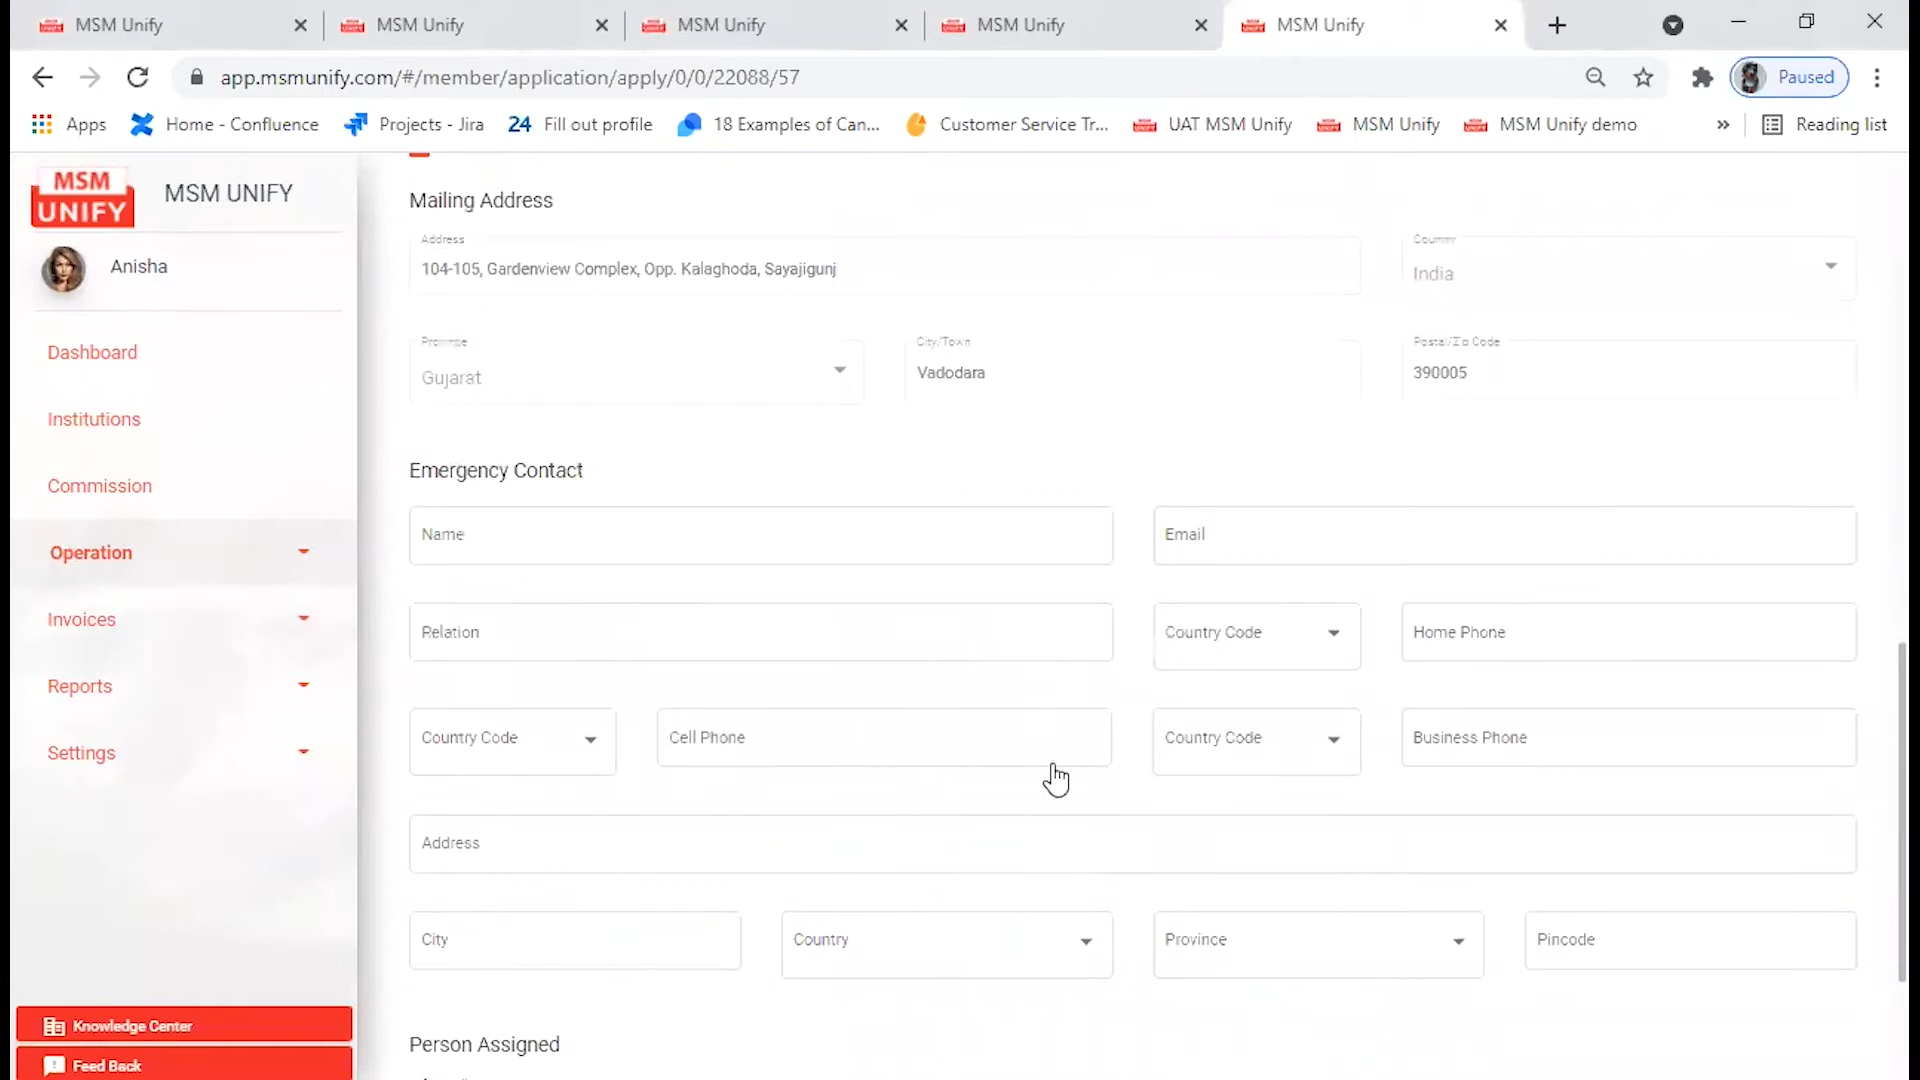 MSM Unify
MSM Unify
MSM Unify
MSM Unify
MSM Unify
app.msmunify.com/#/member/application/apply/0/0/22088/57
Paused
Apps
Home - Confluence
Projects - Jira
24 Fill out profile
18 Examples of Can...
Customer Service Tr...
UAT MSM Unify
MSM Unify
MSM Unify demo
»
Reading list
MSM
UNIFY
MSM UNIFY
Anisha
Dashboard
Institutions
Commission
Operation
Invoices
Reports
Settings
Knowledge Center
Feed Back
Mailing Address
Address
104-105, Gardenview Complex, Opp. Kalaghoda, Sayajigunj
Country
India
Province
Gujarat
City/Town
Vadodara
Postal/Zip Code
390005
Emergency Contact
Name
Email
Relation
Country Code
Home Phone
Country Code
Cell Phone
Country Code
Business Phone
Address
City
Country
Province
Pincode
Person Assigned